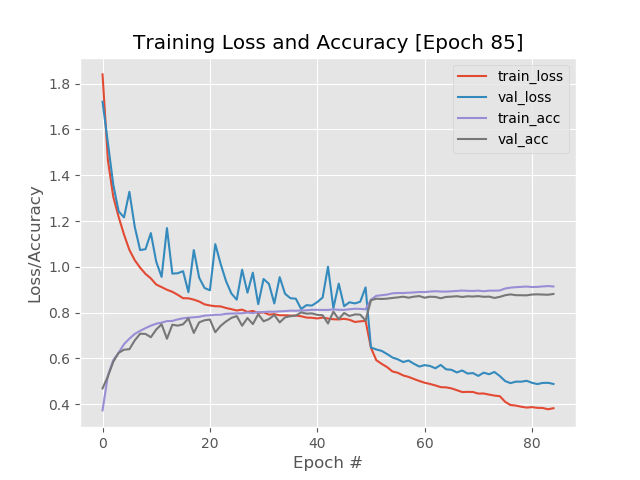 Training Loss and Accuracy [Epoch 85]
train_loss
val_loss
train_acc
val_acc
Loss/Accuracy
1.8
1.6
1.4
1.2
1.0
0.8
0.6
0.4
0 20 40 60 80
Epoch #